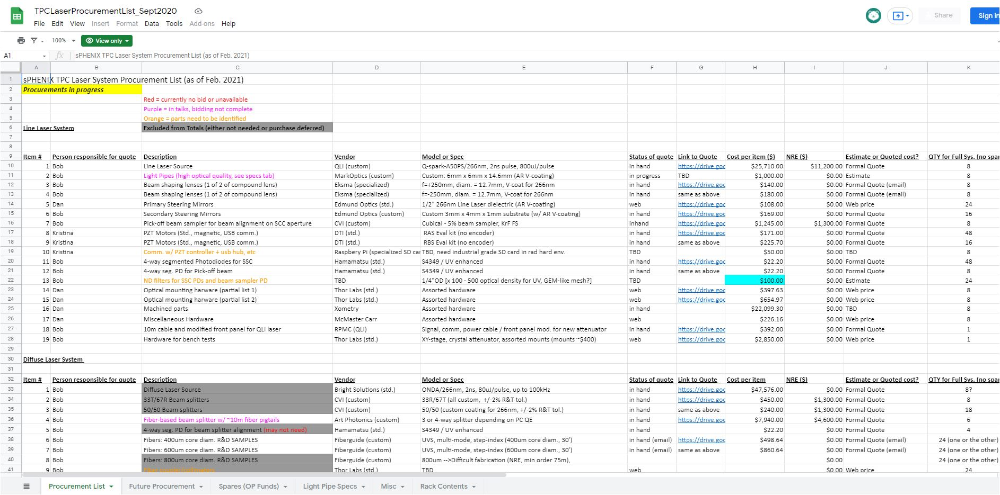 TPCLaserProcurementList_Sept2020
File Edit View Insert Format Data Tools Add-ons Help
Share
Sign in
100% View only
A1 fx sPHENIX TPC Laser System Procurement List (as of Feb. 2021)
A B C D E F G H I J K
1 sPHENIX TPC Laser System Procurement List (as of Feb. 2021)
2 Procurements in progress
3 Red = currently no bid or unavailable
4 Purple = in talks, bidding not complete
5 Orange = parts need to be identified
6 Line Laser System Excluded from Totals (either not needed or purchase deferred)
7
8
9 Item # Person responsible for quote Description Vendor Model or Spec Status of quote Link to Quote Cost per item ($) NRE ($) Estimate or Quoted cost? QTY for Full Sys. (no spar
10 1 Bob Line Laser Source QLI (custom) Q-spark-A50PS/266nm, 2ns pulse, 800uJ/pulse in hand https://drive.goo $25,710.00 $11,200.00 Formal Quote 8
11 2 Bob Light Pipes (high optical quality, see specs tab) MarkOptics (custom) Custom: 6mm x 6mm x 14.6mm (AR V-coating) in progress TBD $1,000.00 $0.00 Estimate 8
12 3 Bob Beam shaping lenses (1 of 2 of compound lens) Eksma (specialized) f=+250mm, diam. = 12.7mm, V-coat for 266nm in hand https://drive.goo $140.00 $0.00 Formal Quote (email) 8
13 4 Bob Beam shaping lenses (1 of 2 of compound lens) Eksma (specialized) f=-250mm, diam. = 12.7mm, V-coat for 266nm in hand same as above $180.00 $0.00 Formal Quote (email) 8
14 5 Dan Primary Steering Mirrors Edmund Optics (std.) 1/2" 266nm Line Laser dielectric (AR V-coating) web https://drive.goo $108.00 $0.00 Web price 24
15 6 Bob Secondary Steering Mirrors Edmund Optics (custom) Custom 3mm x 4mm x 1mm substrate (w/ AR V-coating) in hand https://drive.goo $169.00 $0.00 Formal Quote 16
16 7 Bob Pick-off beam sampler for beam alignment on SCC aperture CVI (custom) Cubical - 5% beam sampler, KrF FS inhand https://drive.goo $1,245.00 $1,300.00 Formal Quote 8
17 8 Kristina PZT Motors (Std., magnetic, USB comm.) DTI (std.) RAS Eval kit (no encoder) in hand https://drive.goo $171.00 $0.00 Formal Quote 48
18 9 Kristina PZT Motors (Std., magnetic, USB comm.) DTI (std.) RBS Eval kit (no encoder) in hand same as above $225.70 $0.00 Formal Quote 16
19 10 Kristina Comm. w/ PZT controller + usb hub, etc Raspbery Pi (specialized SD car TBD, need industrial grade SD card in rad hard env. TBD $50.00 $0.00 TBD 8
20 11 Bob 4-way segmented Photodiodes for SSC Hamamatsu (std.) S4349 / UV enhanced in hand https://drive.goo $22.20 $0.00 Formal Quote 48
21 12 Bob 4-way seg. PD for Pick-off beam Hamamatsu (std.) S4349 / UV enhanced in hand same as above $22.20 $0.00 Formal Quote 8
22 13 Bob ND filters for SSC PDs and beam sampler PD TBD 1/4"OD [x 100 - 500 optical density for UV, GEM-like mesh?] TBD $100.00 $0.00 Estimate 24
23 14 Dan Optical mounting harware (partial list 1) Thor Labs (std.) Assorted hardware web https://drive.goo $397.63 $0.00 Web price 8
24 15 Dan Optical mounting harware (partial list 2) Thor Labs (std.) Assorted hardware web https://drive.goo $654.97 $0.00 Web price 8
25 16 Dan Machined parts Xometry Assorted hardware in hand $22,099.30 $0.00 TBD 8
26 17 Dan Miscellaneous Hardware McMaster Carr Assorted hardware web $226.16 $0.00 Web price 8
27 18 Bob 10m cable and modified front panel for QLI laser RPMC (QLI) Signal, comm, power cable / front panel mod. for new attenuator in hand https://drive.goo $392.00 $0.00 Formal Quote 1
28 19 Bob Hardware for bench tests Thor Labs (std.) XY-stage, crystal attenuator, assorted mounts (mounts ~$400) web https://drive.goo $2,850.00 $0.00 Web price 1
29
30 Diffuse Laser System
31
32 Item # Person responsible for quote Description Vendor Model or Spec Status of quote Link to Quote Cost per item NRE ($) Estimate or Quoted cost? QTY for Full Sys. (no spar
33 1 Bob Diffuse Laser Source Bright Solutions (std.) ONDA/266nm, 2ns, 80uJ/pulse, up to 100kHz in hand https://drive.goo $47,576.00 $0.00 Formal Quote 8?
34 2 Bob 33T/67R Beam splitters CVI (custom) 33R/67T (all custom, +/-2% R&T tol.) in hand https://drive.goo $450.00 $1,300.00 Formal Quote 8
35 3 Bob 50/50 Beam splitters CVI (custom) 50/50 (custom coating for 266nm, +/-2% R&T tol.) in hand same as above $240.00 $1,300.00 Formal Quote 18
36 4 Bob Fiber-based beam splitter w/ ~10m fiber pigtails Art Photonics (custom) 3 or 4-way splitter depending on PC QE in hand https://drive.goo $7,940.00 $4,600.00 Formal Quote 6
37 5 Bob 4-way seg. PD for beam splitter alignment (may not need) Hamamatsu (std.) S4349 / UV enhanced in hand $22.20 $0.00 Formal Quote 4
38 6 Bob Fibers: 400um core diam. R&D SAMPLES Fiberguide (custom) UVS, multi-mode, step-index (400um core diam., 30') in hand (email) https://drive.goo $498.64 $0.00 Formal Quote (email) 24 (one or the other)
39 7 Bob Fibers: 600um core diam. R&D SAMPLES Fiberguide (custom) UVS, multi-mode, step-index (600um core diam., 30') in hand (email) same as above $860.64 $0.00 Formal Quote (email) 24 (one or the other)
40 8 Bob Fibers: 800um core diam. R&D SAMPLES Fiberguide (custom) 800um -->Difficult fabrication (NRE, min order 75m), $0.00 24 (one or the other)
41 9 Bob Fiber coupler/collimators Thor Labs (std.) TBD web $0.00 Web price 24
Procurement List Future Procurement Spares (OP Funds) Light Pipe Specs Misc Rack Contents